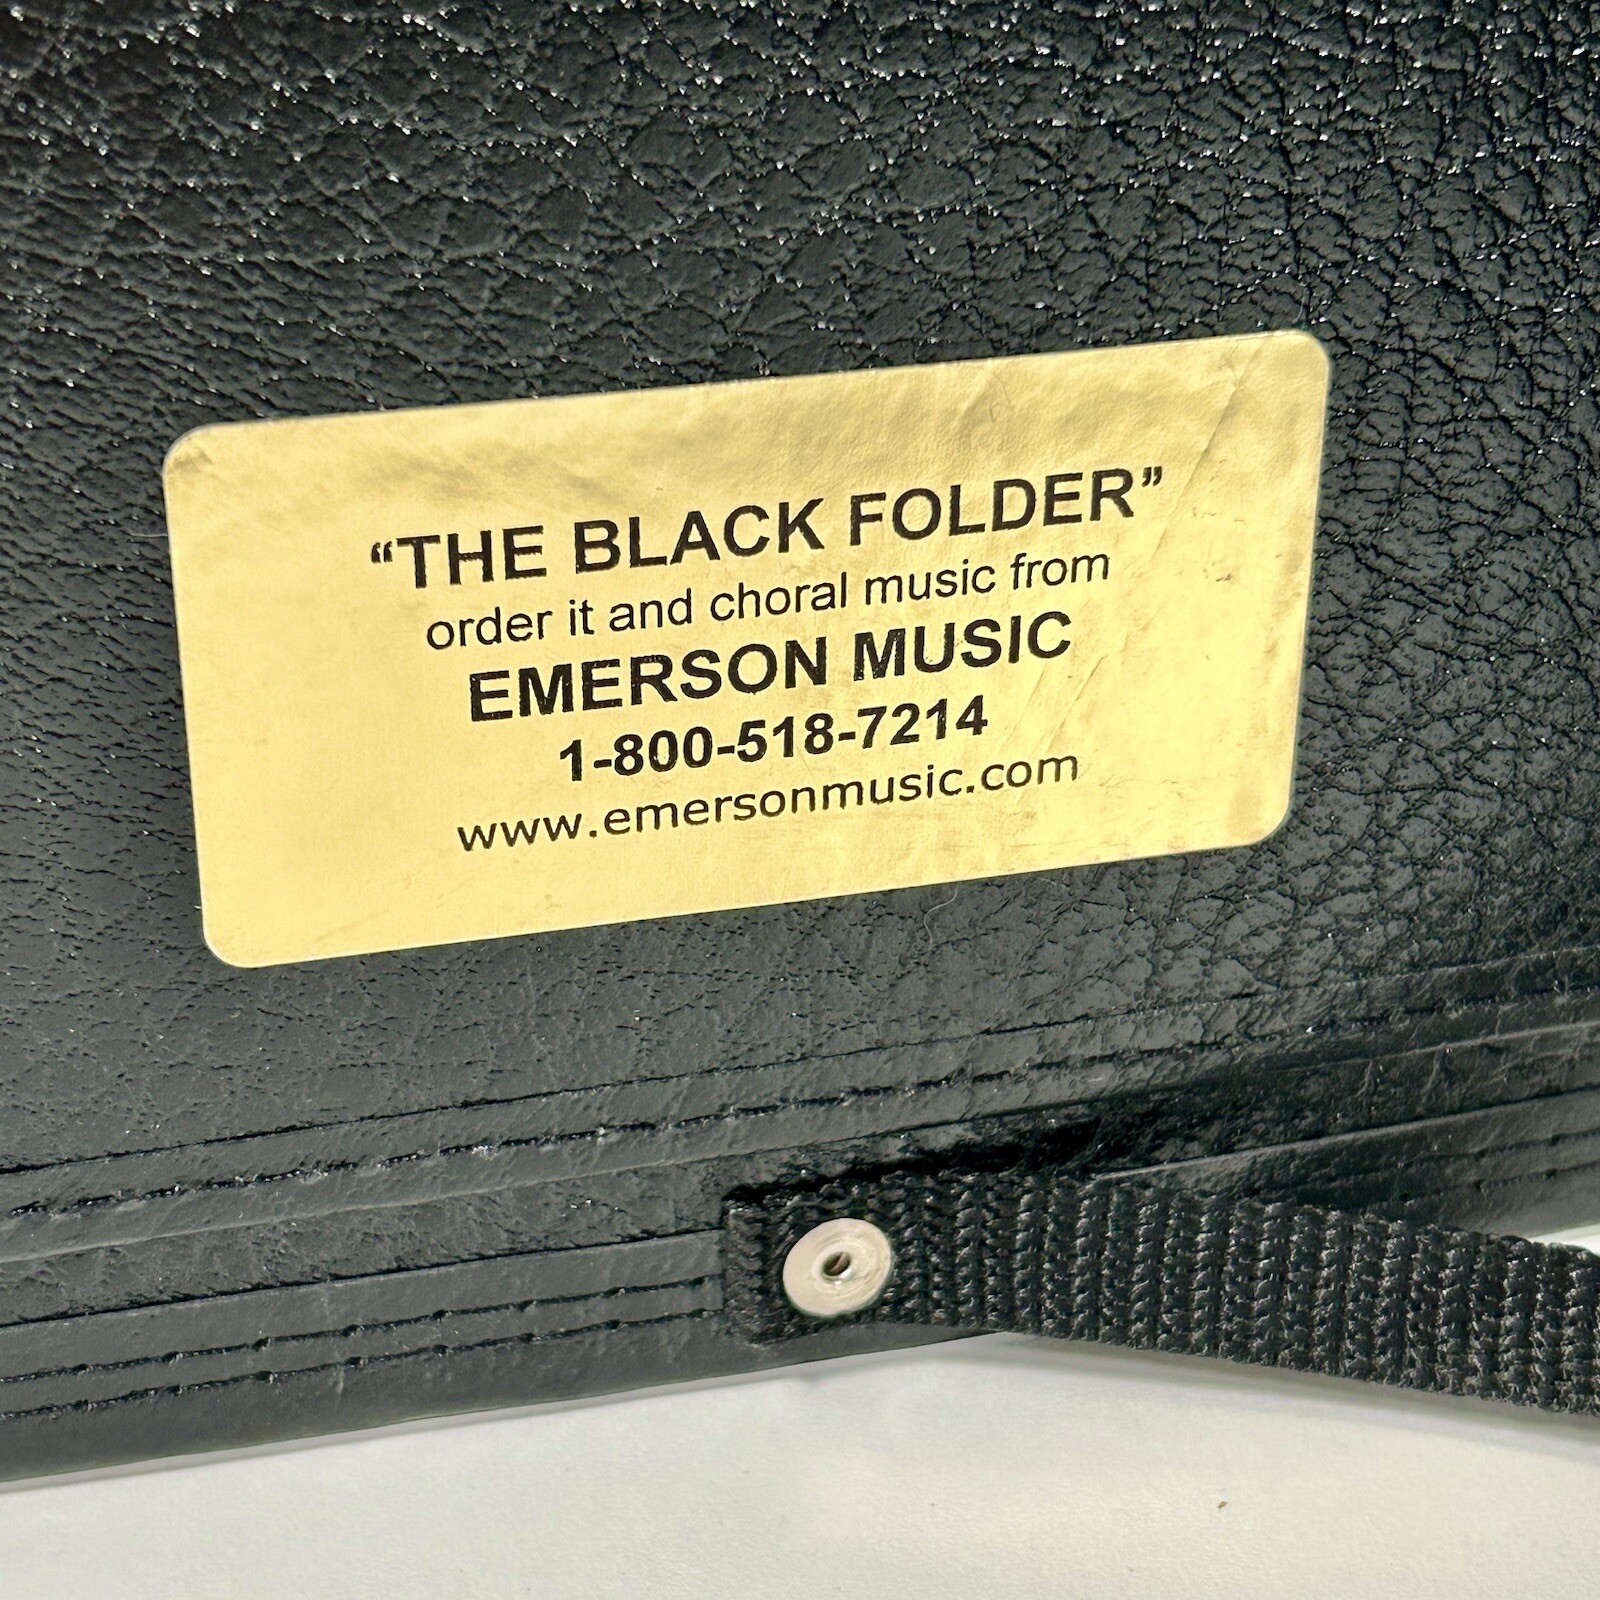 “THE BLACK FOLDER”
order it and choral music from
EMERSON MUSIC
1-800-518-7214
www.emersonmusic.com